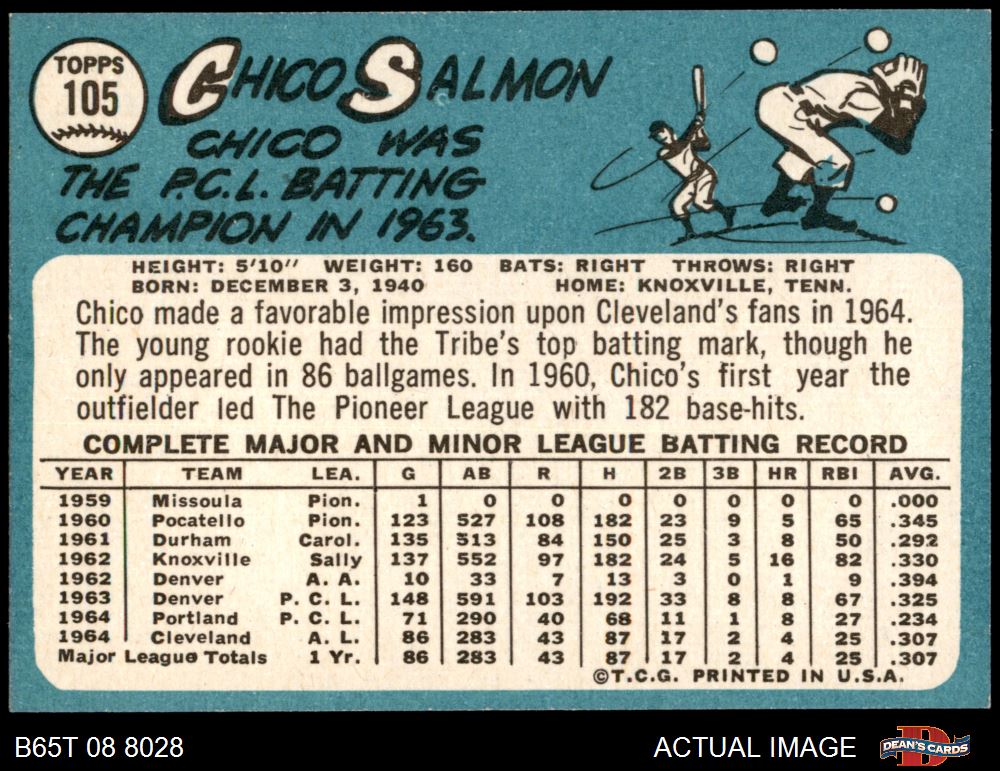 TOPPS
105
CHICO SALMON
CHICO WAS
THE P.C.L. BATTING
CHAMPION IN 1963.
HEIGHT: 5'10" WEIGHT: 160 BATS: RIGHT THROWS: RIGHT
BORN: DECEMBER 3, 1940 HOME: KNOXVILLE, TENN.
Chico made a favorable impression upon Cleveland's fans in 1964.
The young rookie had the Tribe's top batting mark, though he
only appeared in 86 ballgames. In 1960, Chico's first year the
outfielder led The Pioneer League with 182 base-hits.
COMPLETE MAJOR AND MINOR LEAGUE BATTING RECORD
YEAR TEAM LEA. G AB R H 2B 3B HR RBI AVG.
1959 Missoula Pion. 1 0 0 0 0 0 0 0 .000
1960 Pocatello Pion. 123 527 108 182 23 9 5 65 .345
1961 Durham Carol. 135 513 84 150 25 3 8 50 .292
1962 Knoxville Sally 137 552 97 182 24 5 16 82 .330
1962 Denver A. A. 10 33 7 13 3 0 1 9 .394
1963 Denver P. C. L. 148 591 103 192 33 8 8 67 .325
1964 Portland P. C. L. 71 290 40 68 11 1 8 27 .234
1964 Cleveland A. L. 86 283 43 87 17 2 4 25 .307
Major League Totals 1 Yr. 86 283 43 87 17 2 4 25 .307
©T.C.G. PRINTED IN U.S.A.
B65T 08 8028 ACTUAL IMAGE DEAN'S CARDS